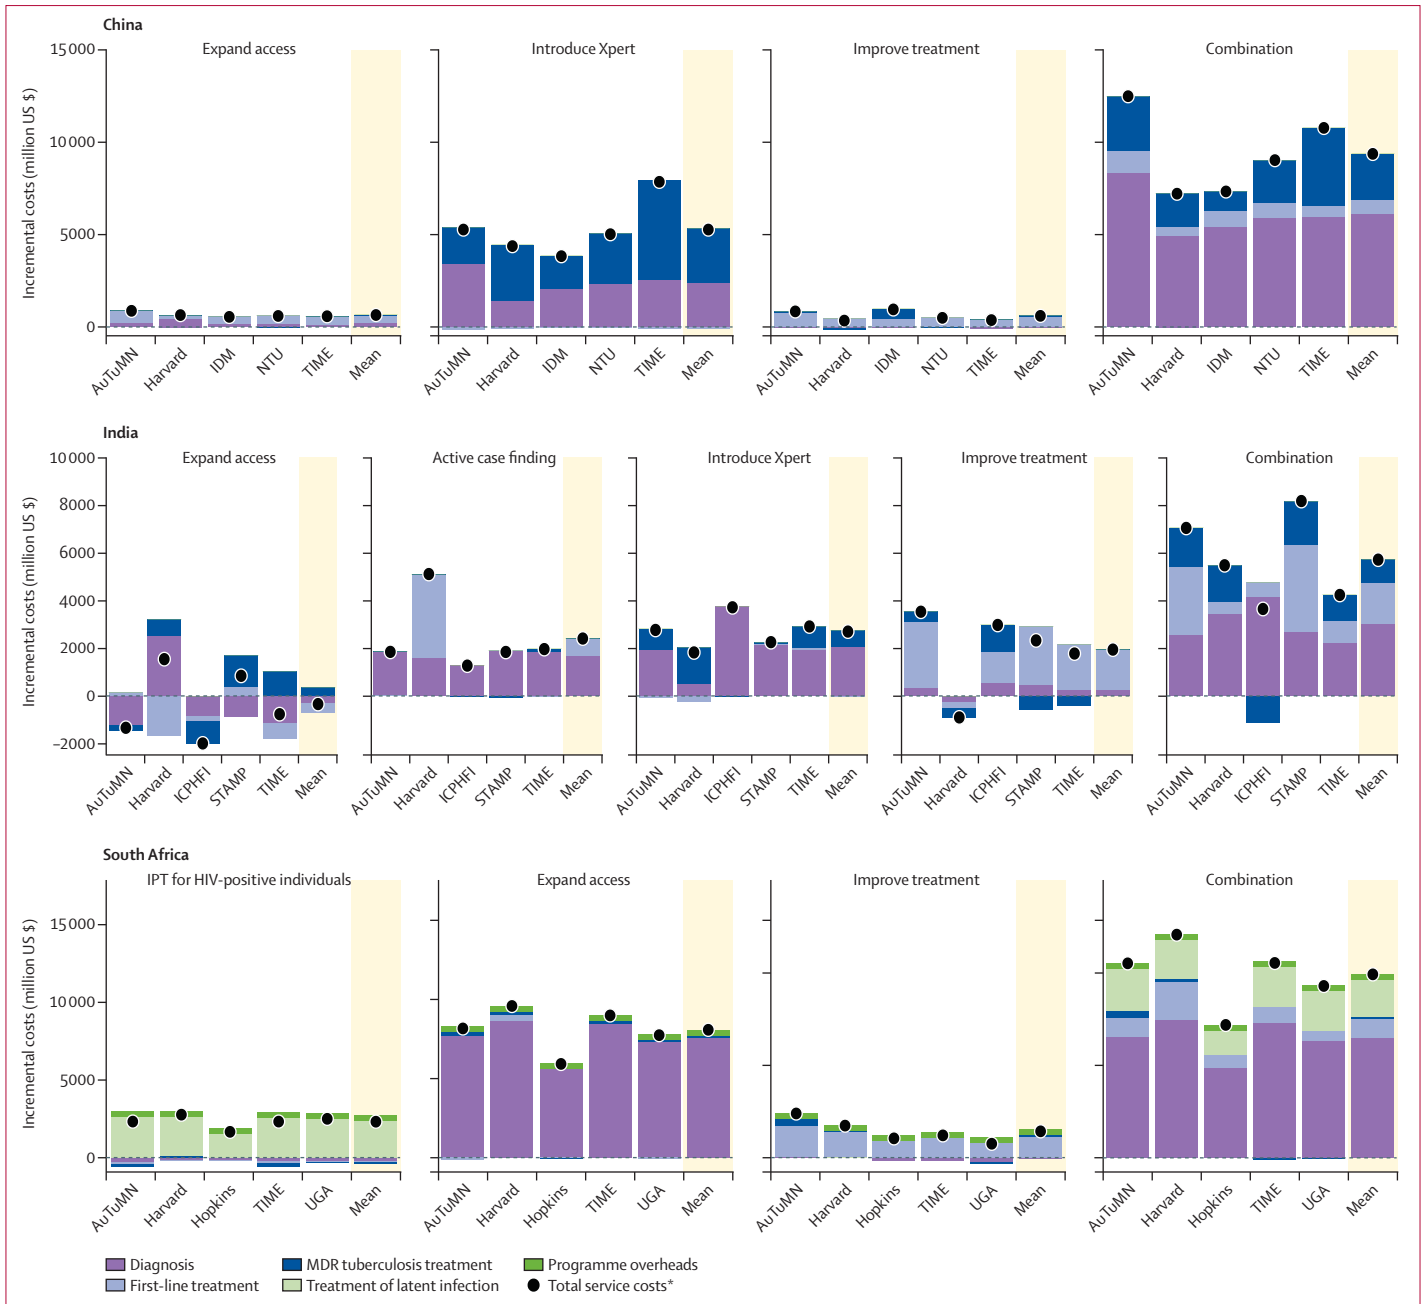 China
Expand access
Introduce Xpert
Improve treatment
Combination
Incremental costs (million US $)
15 000
10 000
5000
0
AuTuMN Harvard IDM NTU TIME Mean
AuTuMN Harvard IDM NTU TIME Mean
AuTuMN Harvard IDM NTU TIME Mean
AuTuMN Harvard IDM NTU TIME Mean
India
Expand access
Active case finding
Introduce Xpert
Improve treatment
Combination
Incremental costs (million US $)
10 000
8000
6000
4000
2000
0
–2000
AuTuMN Harvard ICPHFI STAMP TIME Mean
AuTuMN Harvard ICPHFI STAMP TIME Mean
AuTuMN Harvard ICPHFI STAMP TIME Mean
AuTuMN Harvard ICPHFI STAMP TIME Mean
AuTuMN Harvard ICPHFI STAMP TIME Mean
South Africa
IPT for HIV-positive individuals
Expand access
Improve treatment
Combination
Incremental costs (million US $)
15 000
10 000
5000
0
AuTuMN Harvard Hopkins TIME UGA Mean
AuTuMN Harvard Hopkins TIME UGA Mean
AuTuMN Harvard Hopkins TIME UGA Mean
AuTuMN Harvard Hopkins TIME UGA Mean
Diagnosis
MDR tuberculosis treatment
Programme overheads
First-line treatment
Treatment of latent infection
Total service costs*